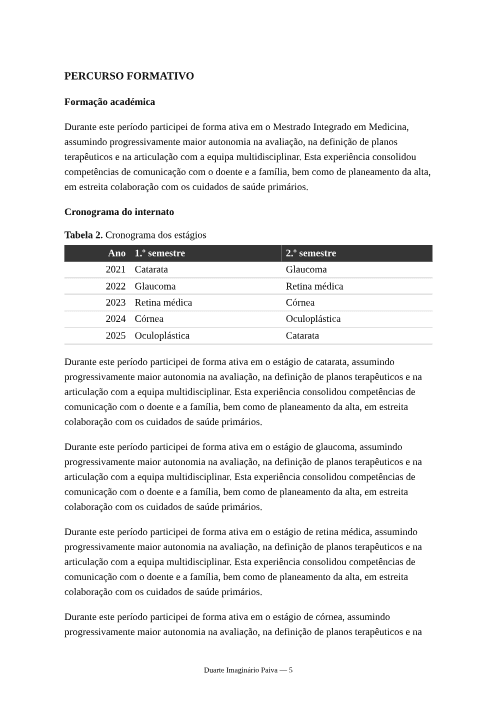 PERCURSO FORMATIVO
Formação académica
Durante este período participei de forma ativa em o Mestrado Integrado em Medicina,
assumindo progressivamente maior autonomia na avaliação, na definição de planos
terapêuticos e na articulação com a equipa multidisciplinar. Esta experiência consolidou
competências de comunicação com o doente e a família, bem como de planeamento da alta,
em estreita colaboração com os cuidados de saúde primários.
Cronograma do internato
Tabela 2. Cronograma dos estágios
Ano 1.º semestre 2.º semestre
2021 Catarata Glaucoma
2022 Glaucoma Retina médica
2023 Retina médica Córnea
2024 Córnea Oculoplástica
2025 Oculoplástica Catarata
Durante este período participei de forma ativa em o estágio de catarata, assumindo
progressivamente maior autonomia na avaliação, na definição de planos terapêuticos e na
articulação com a equipa multidisciplinar. Esta experiência consolidou competências de
comunicação com o doente e a família, bem como de planeamento da alta, em estreita
colaboração com os cuidados de saúde primários.
Durante este período participei de forma ativa em o estágio de glaucoma, assumindo
progressivamente maior autonomia na avaliação, na definição de planos terapêuticos e na
articulação com a equipa multidisciplinar. Esta experiência consolidou competências de
comunicação com o doente e a família, bem como de planeamento da alta, em estreita
colaboração com os cuidados de saúde primários.
Durante este período participei de forma ativa em o estágio de retina médica, assumindo
progressivamente maior autonomia na avaliação, na definição de planos terapêuticos e na
articulação com a equipa multidisciplinar. Esta experiência consolidou competências de
comunicação com o doente e a família, bem como de planeamento da alta, em estreita
colaboração com os cuidados de saúde primários.
Durante este período participei de forma ativa em o estágio de córnea, assumindo
progressivamente maior autonomia na avaliação, na definição de planos terapêuticos e na
Duarte Imaginário Paiva — 5